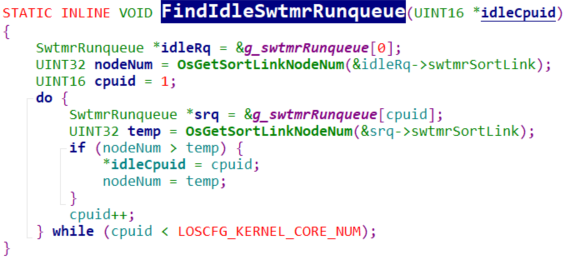 STATIC INLINE VOID FindIdleSwtmrRunqueue(UINT16 *idleCpuid)
{
    SwtmrRunqueue *idleRq = &g_swtmrRunqueue[0];
    UINT32 nodeNum = OsGetSortLinkNodeNum(&idleRq->swtmrSortLink);
    UINT16 cpuid = 1;
    do {
        SwtmrRunqueue *srq = &g_swtmrRunqueue[cpuid];
        UINT32 temp = OsGetSortLinkNodeNum(&srq->swtmrSortLink);
        if (nodeNum > temp) {
            *idleCpuid = cpuid;
            nodeNum = temp;
        }
        cpuid++;
    } while (cpuid < LOSCFG_KERNEL_CORE_NUM);
}